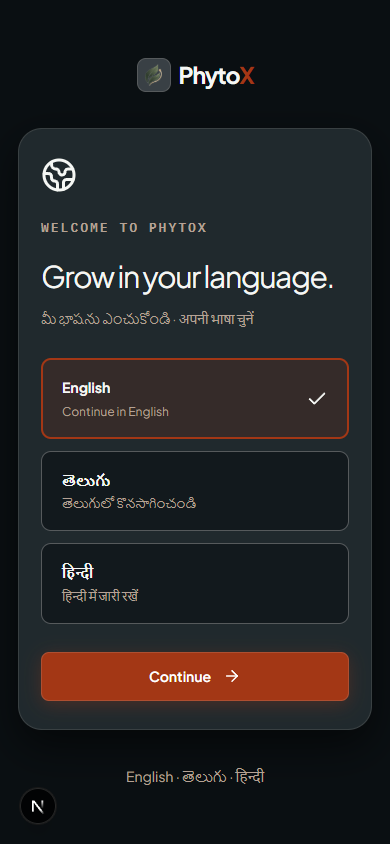 PhytoX
WELCOME TO PHYTOX
Grow in your language.
మీ భాషను ఎంచుకోండి · अपनी भाषा चुनें
English
Continue in English
తెలుగు
తెలుగులో కొనసాగించండి
हिन्दी
हिन्दी में जारी रखें
Continue
English · తెలుగు · हिन्दी
N